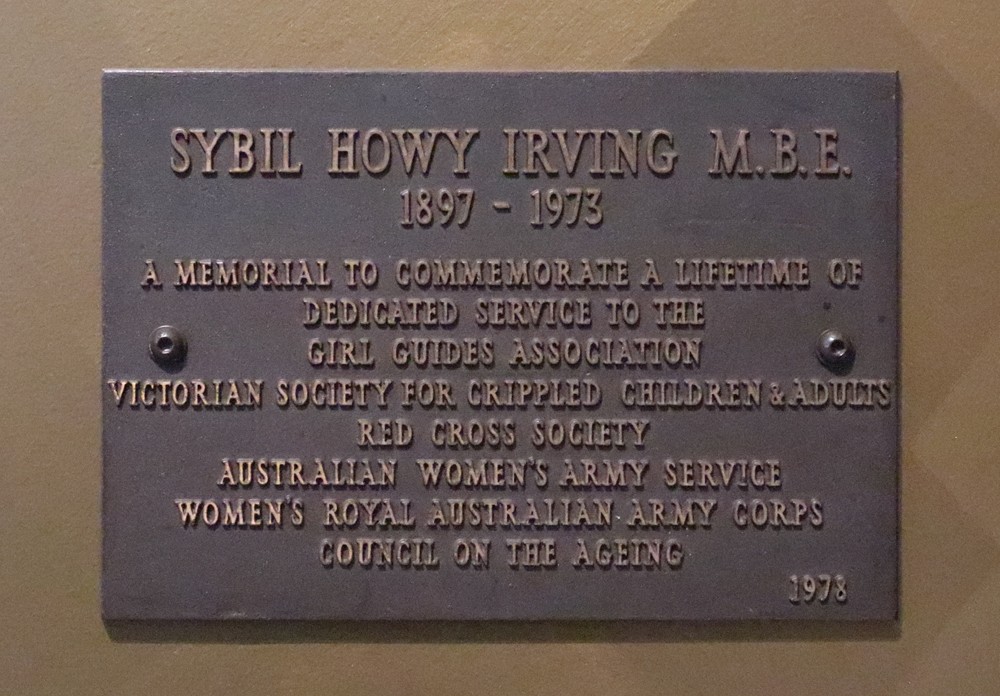 SYBIL HOWY IRVING M.B.E.
1897 - 1973
A MEMORIAL TO COMMEMORATE A LIFETIME OF
DEDICATED SERVICE TO THE
GIRL GUIDES ASSOCIATION
VICTORIAN SOCIETY FOR CRIPPLED CHILDREN & ADULTS
RED CROSS SOCIETY
AUSTRALIAN WOMEN'S ARMY SERVICE
WOMEN'S ROYAL AUSTRALIAN ARMY CORPS
COUNCIL ON THE AGEING
1978